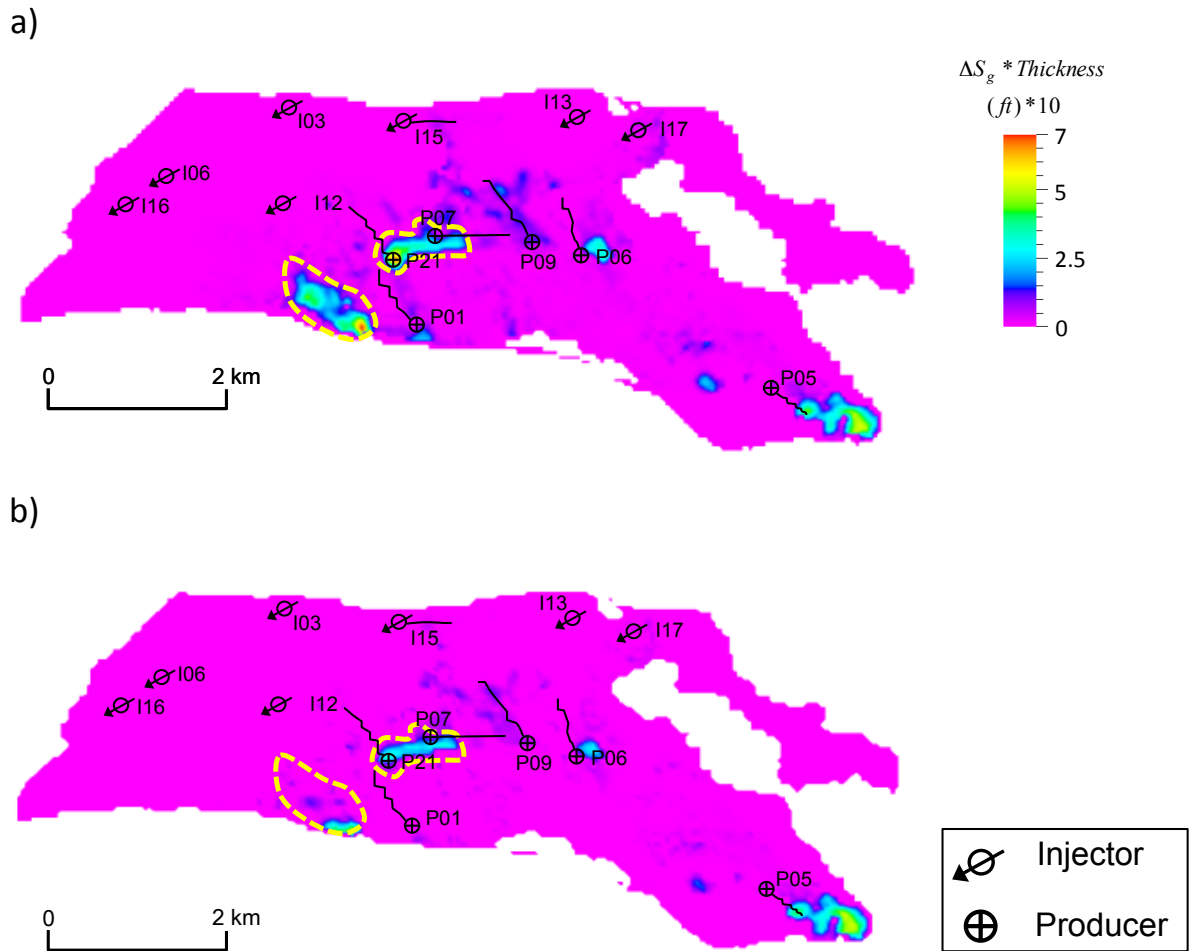 a)
ΔSg * Thickness
(ft) *10
7
5
2.5
0
I03
I15
I13
I17
I06
I16
I12
P07
P21
P09
P06
P01
P05
0 2 km
b)
I03
I15
I13
I17
I06
I16
I12
P07
P21
P09
P06
P01
P05
0 2 km
Injector
Producer